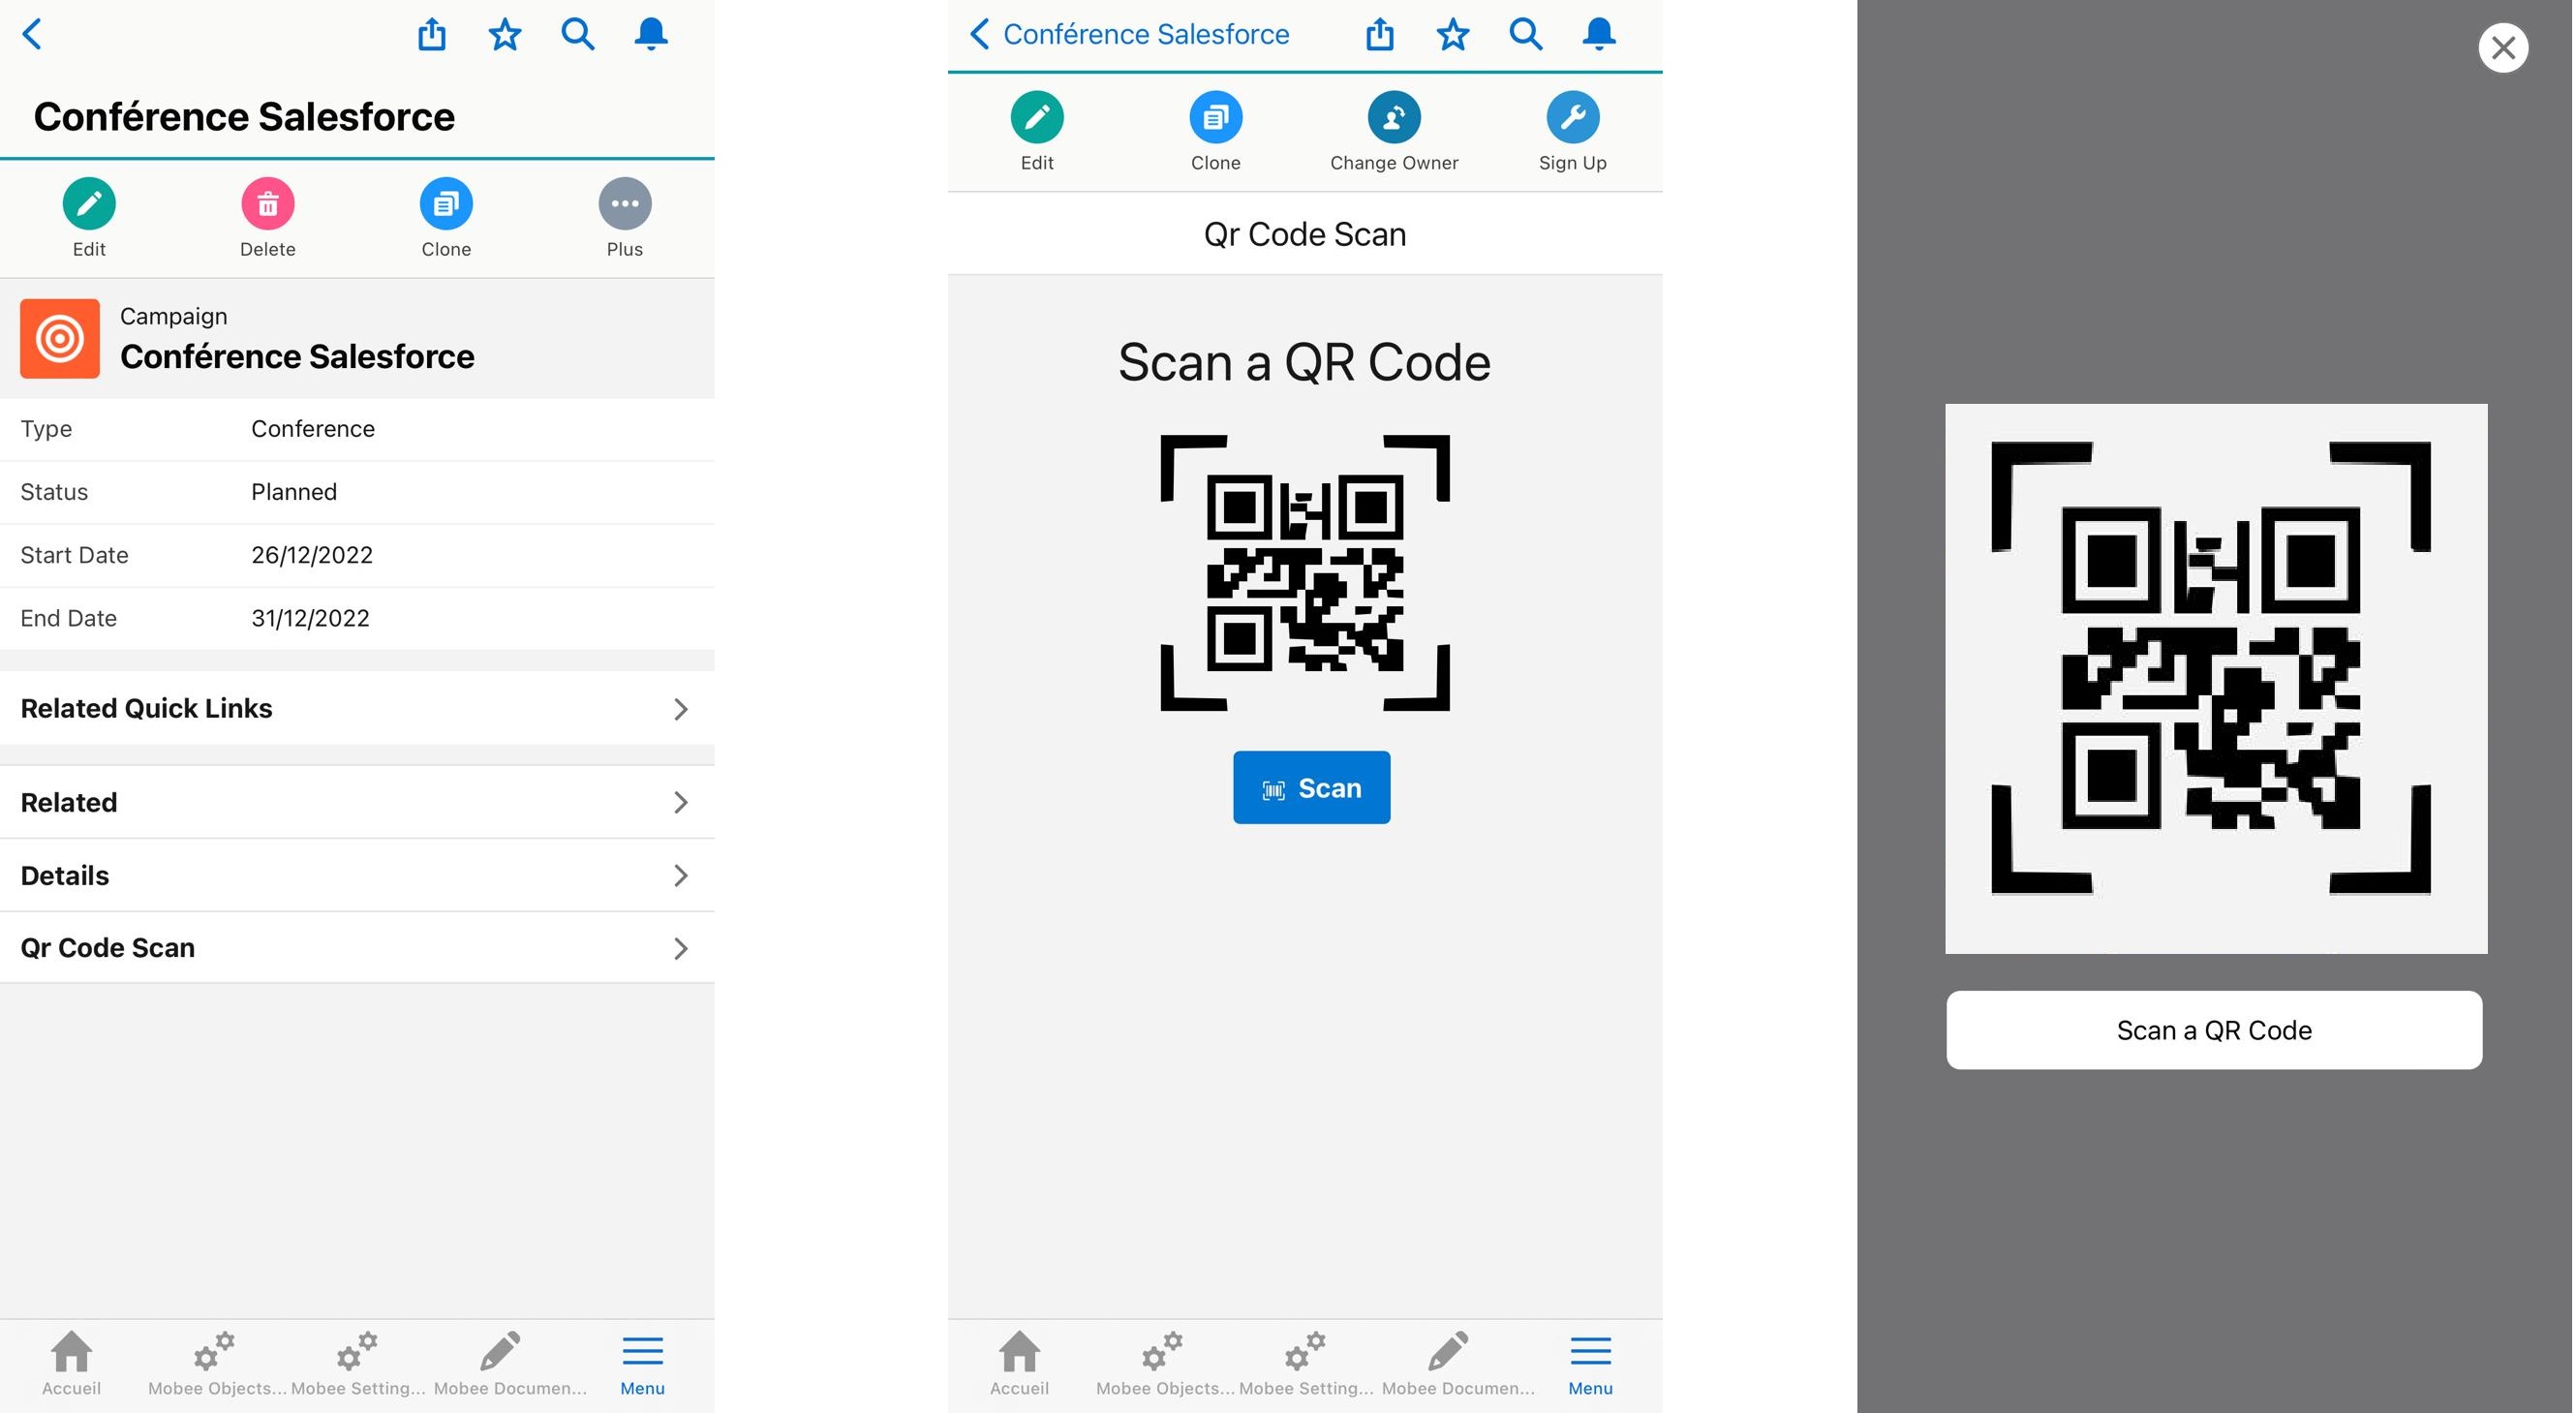 Conférence Salesforce
Edit
Delete
Clone
Plus
Campaign
Conférence Salesforce
Type Conference
Status Planned
Start Date 26/12/2022
End Date 31/12/2022
Related Quick Links
Related
Details
Qr Code Scan
Accueil
Mobee Objects...
Mobee Setting...
Mobee Documen...
Menu
Conférence Salesforce
Edit
Clone
Change Owner
Sign Up
Qr Code Scan
Scan a QR Code
Scan
Accueil
Mobee Objects...
Mobee Setting...
Mobee Documen...
Menu
Scan a QR Code